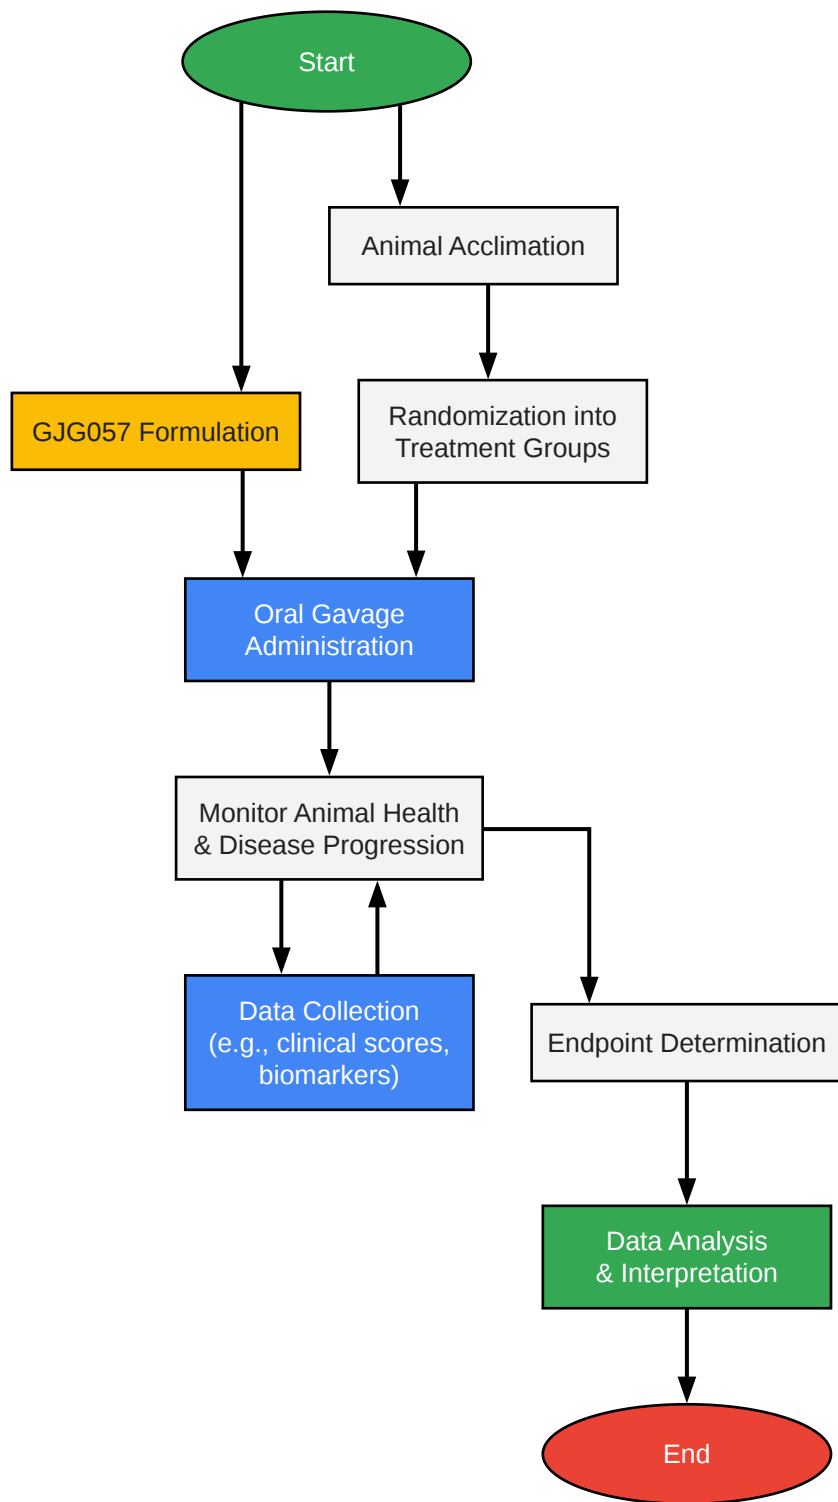 Start
Animal Acclimation
GJG057 Formulation
Randomization into
Treatment Groups
Oral Gavage
Administration
Monitor Animal Health
& Disease Progression
Data Collection
(e.g., clinical scores,
biomarkers)
Endpoint Determination
Data Analysis
& Interpretation
End